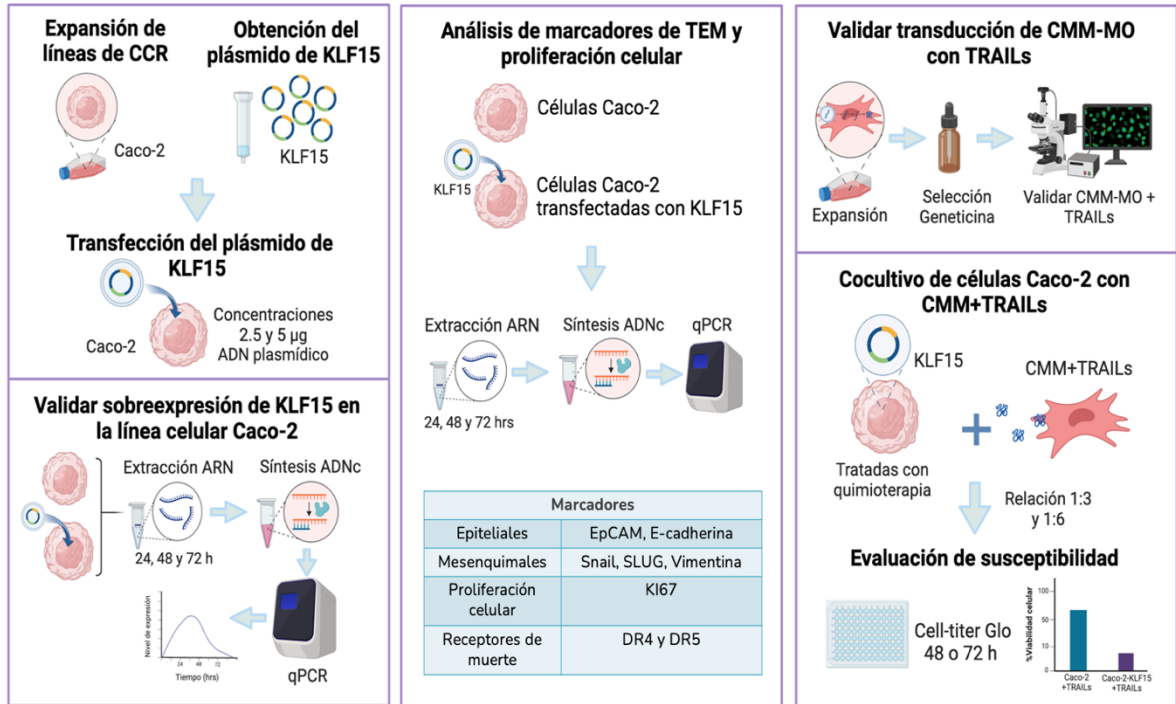 Expansión de
líneas de CCR
Caco-2
Obtención del
plásmido de KLF15
KLF15
Transfección del plásmido de
KLF15
Caco-2
Concentraciones
2.5 y 5 µg
ADN plasmídico
Validar sobreexpresión de KLF15 en
la línea celular Caco-2
Extracción ARN
Síntesis ADNc
24, 48 y 72 h
Nivel de expresión
24 48 72
Tiempo (hrs)
qPCR
Análisis de marcadores de TEM y
proliferación celular
Células Caco-2
KLF15
Células Caco-2
transfectadas con KLF15
Extracción ARN
Síntesis ADNc
qPCR
24, 48 y 72 hrs
Marcadores
Epiteliales EpCAM, E-cadherina
Mesenquimales Snail, SLUG, Vimentina
Proliferación
celular
KI67
Receptores de
muerte
DR4 y DR5
Validar transducción de CMM-MO
con TRAILs
Expansión
Selección
Geneticina
Validar CMM-MO +
TRAILs
Cocultivo de células Caco-2 con
CMM+TRAILs
KLF15
CMM+TRAILs
+
Tratadas con
quimioterapia
Relación 1:3
y 1:6
Evaluación de susceptibilidad
Cell-titer Glo
48 o 72 h
%Viabilidad celular
100
50
10
0
Caco-2
+TRAILs
Caco-2-KLF15
+TRAILs